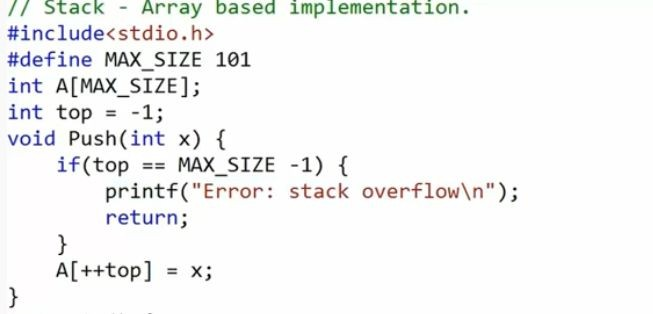 // Stack - Array based implementation.
#include<stdio.h>
#define MAX_SIZE 101
int A[MAX_SIZE];
int top = -1;
void Push(int x) {
    if(top == MAX_SIZE -1) {
        printf("Error: stack overflow\n");
        return;
    }
    A[++top] = x;
}